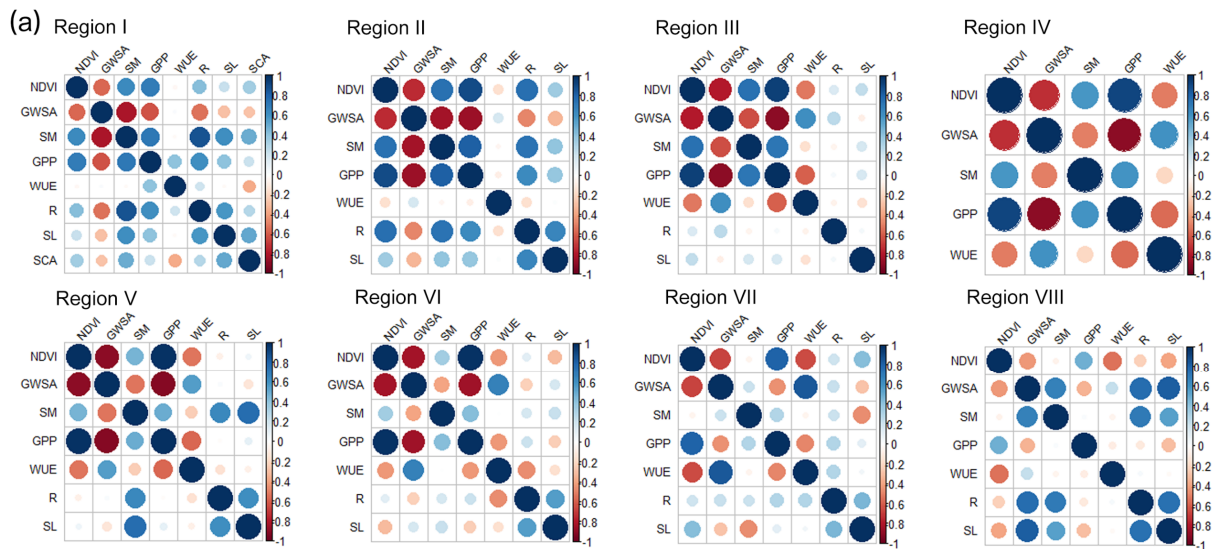 (a)
Region I
Region II
Region III
Region IV
NDVI GWSA SM GPP WUE R SL SCA
NDVI GWSA SM GPP WUE R SL
NDVI GWSA SM GPP WUE R SL
NDVI GWSA SM GPP WUE
NDVI
GWSA
SM
GPP
WUE
R
SL
SCA
1
0.8
0.6
0.4
0.2
0
-0.2
-0.4
-0.6
-0.8
-1
NDVI
GWSA
SM
GPP
WUE
R
SL
1
0.8
0.6
0.4
0.2
0
-0.2
-0.4
-0.6
-0.8
-1
NDVI
GWSA
SM
GPP
WUE
R
SL
1
0.8
0.6
0.4
0.2
0
-0.2
-0.4
-0.6
-0.8
-1
NDVI
GWSA
SM
GPP
WUE
1
0.8
0.6
0.4
0.2
0
-0.2
-0.4
-0.6
-0.8
-1
Region V
Region VI
Region VII
Region VIII
NDVI GWSA SM GPP WUE R SL
NDVI GWSA SM GPP WUE R SL
NDVI GWSA SM GPP WUE R SL
NDVI GWSA SM GPP WUE R SL
NDVI
GWSA
SM
GPP
WUE
R
SL
1
0.8
0.6
0.4
0.2
0
-0.2
-0.4
-0.6
-0.8
-1
NDVI
GWSA
SM
GPP
WUE
R
SL
1
0.8
0.6
0.4
0.2
0
-0.2
-0.4
-0.6
-0.8
-1
NDVI
GWSA
SM
GPP
WUE
R
SL
1
0.8
0.6
0.4
0.2
0
-0.2
-0.4
-0.6
-0.8
-1
NDVI
GWSA
SM
GPP
WUE
R
SL
1
0.8
0.6
0.4
0.2
0
-0.2
-0.4
-0.6
-0.8
-1